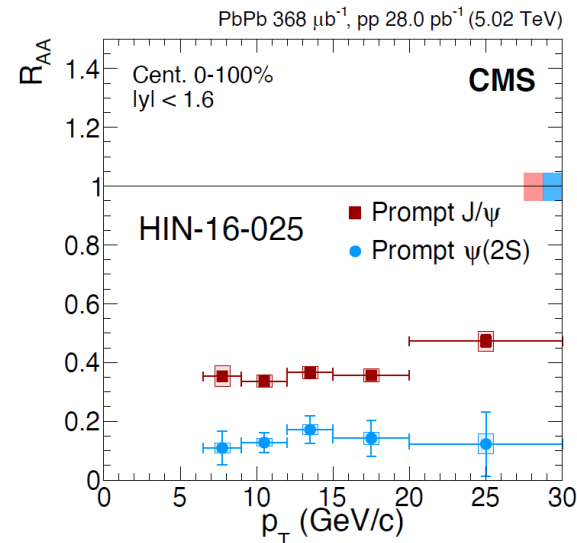 PbPb 368 μb⁻¹, pp 28.0 pb⁻¹ (5.02 TeV)
R_AA
Cent. 0-100%
|y| < 1.6
CMS
HIN-16-025
Prompt J/ψ
Prompt ψ(2S)
1.4
1.2
1
0.8
0.6
0.4
0.2
0
0 5 10 15 20 25 30
p_T (GeV/c)